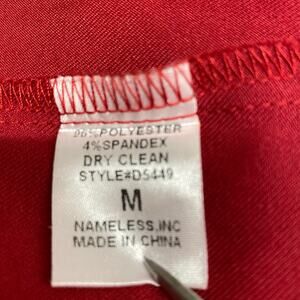 96%POLYESTER
4%SPANDEX
DRY CLEAN
STYLE#D5449
M
NAMELESS,INC
MADE IN CHINA